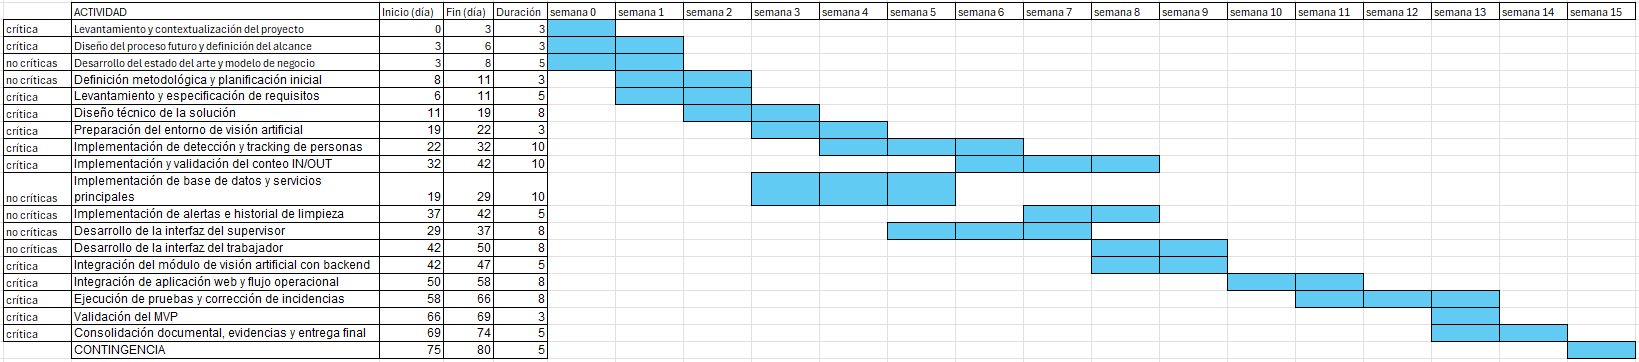 ACTIVIDAD Inicio (día) Fin (día) Duración semana 0 semana 1 semana 2 semana 3 semana 4 semana 5 semana 6 semana 7 semana 8 semana 9 semana 10 semana 11 semana 12 semana 13 semana 14 semana 15
crítica Levantamiento y contextualización del proyecto 0 3 3
crítica Diseño del proceso futuro y definición del alcance 3 6 3
no críticas Desarrollo del estado del arte y modelo de negocio 3 8 5
no críticas Definición metodológica y planificación inicial 8 11 3
crítica Levantamiento y especificación de requisitos 6 11 5
crítica Diseño técnico de la solución 11 19 8
crítica Preparación del entorno de visión artificial 19 22 3
crítica Implementación de detección y tracking de personas 22 32 10
crítica Implementación y validación del conteo IN/OUT 32 42 10
Implementación de base de datos y servicios
no críticas principales 19 29 10
no críticas Implementación de alertas e historial de limpieza 37 42 5
no críticas Desarrollo de la interfaz del supervisor 29 37 8
no críticas Desarrollo de la interfaz del trabajador 42 50 8
crítica Integración del módulo de visión artificial con backend 42 47 5
crítica Integración de aplicación web y flujo operacional 50 58 8
crítica Ejecución de pruebas y corrección de incidencias 58 66 8
crítica Validación del MVP 66 69 3
crítica Consolidación documental, evidencias y entrega final 69 74 5
CONTINGENCIA 75 80 5